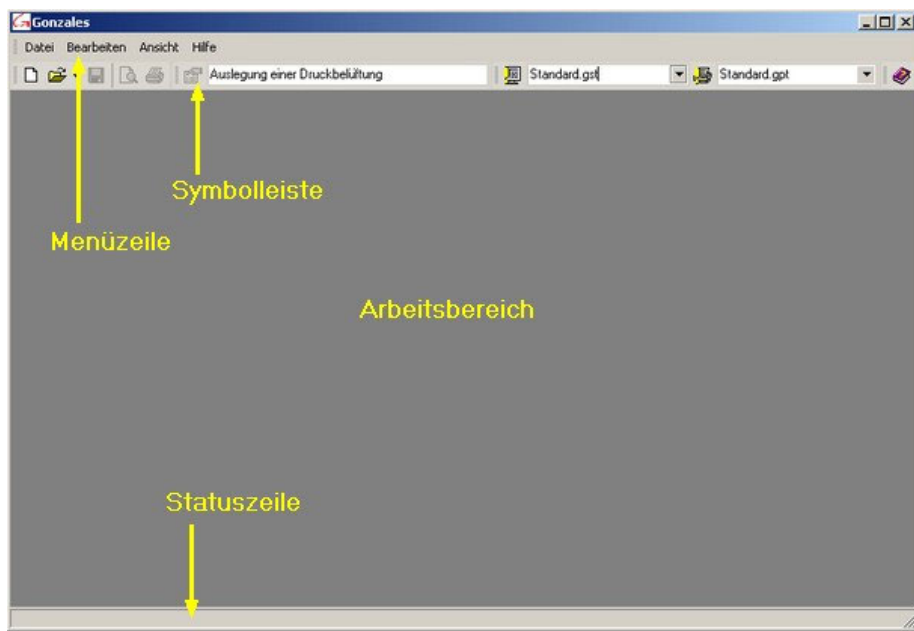 Gonzales
Datei Bearbeiten Ansicht Hilfe
Auslegung einer Druckbelüftung Standard.gst Standard.gpt
Symbolleiste
Menüzeile
Arbeitsbereich
Statuszeile